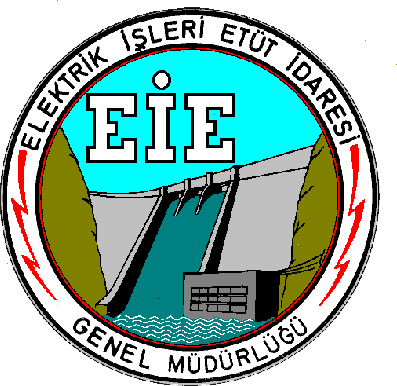 ELEKTRİK İŞLERİ ETÜT İDARESİ
EİE
GENEL MÜDÜRLÜĞÜ